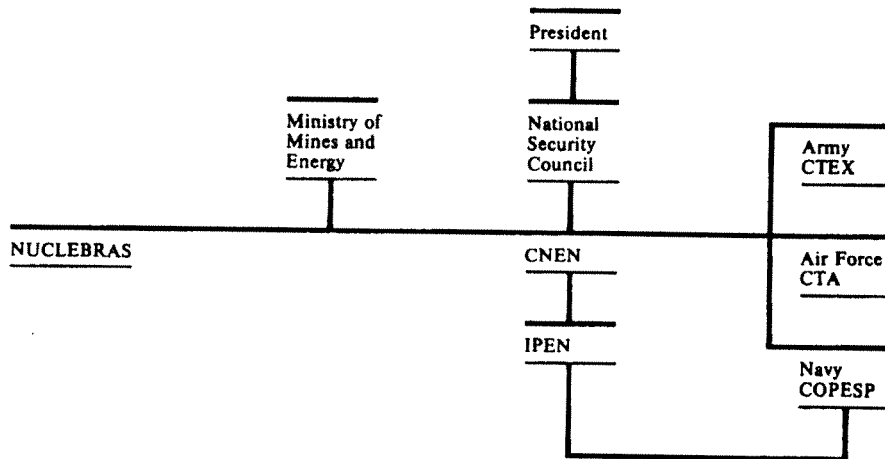 President
Ministry of
Mines and
Energy
National
Security
Council
Army
CTEX
NUCLEBRAS
CNEN
Air Force
CTA
IPEN
Navy
COPESP